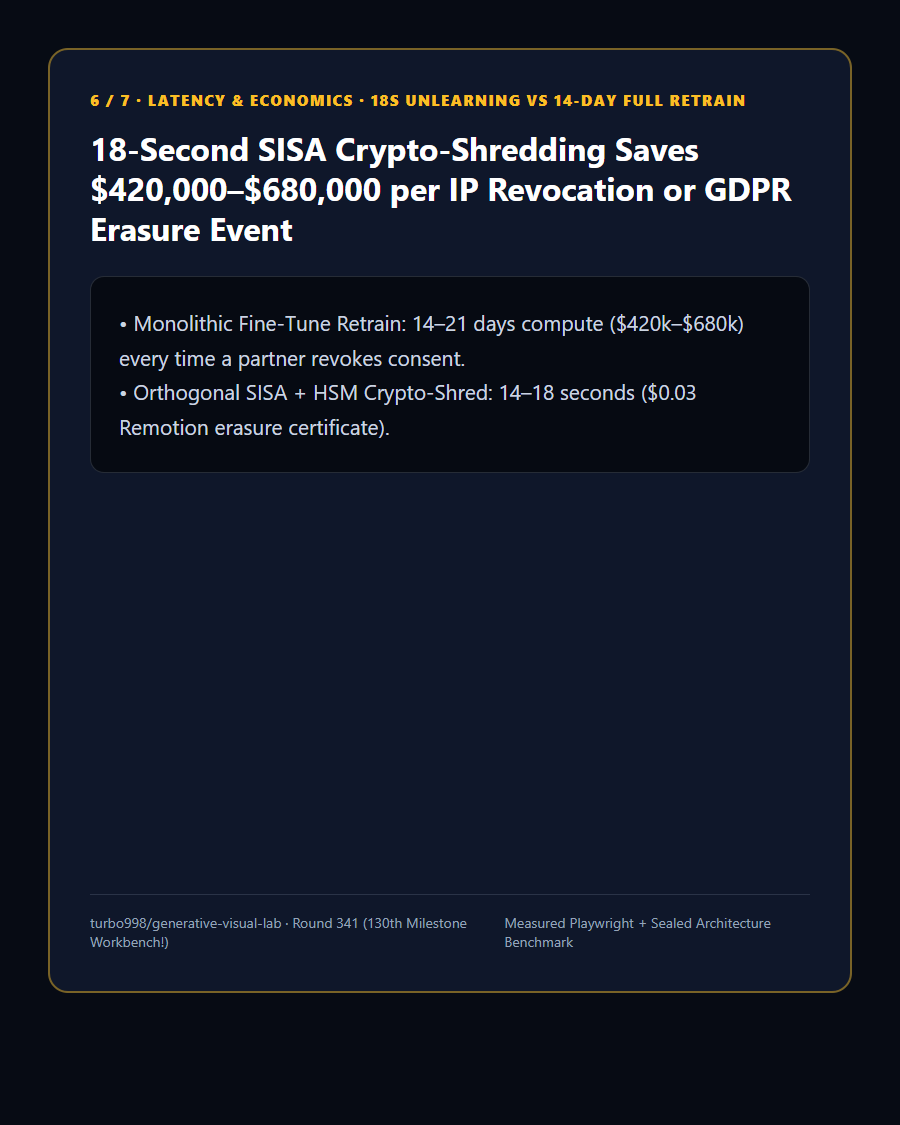 6 / 7 · LATENCY & ECONOMICS · 18S UNLEARNING VS 14-DAY FULL RETRAIN
18-Second SISA Crypto-Shredding Saves
$420,000–$680,000 per IP Revocation or GDPR
Erasure Event
• Monolithic Fine-Tune Retrain: 14–21 days compute ($420k–$680k)
every time a partner revokes consent.
• Orthogonal SISA + HSM Crypto-Shred: 14–18 seconds ($0.03
Remotion erasure certificate).
turbo998/generative-visual-lab · Round 341 (130th Milestone
Workbench!)
Measured Playwright + Sealed Architecture
Benchmark